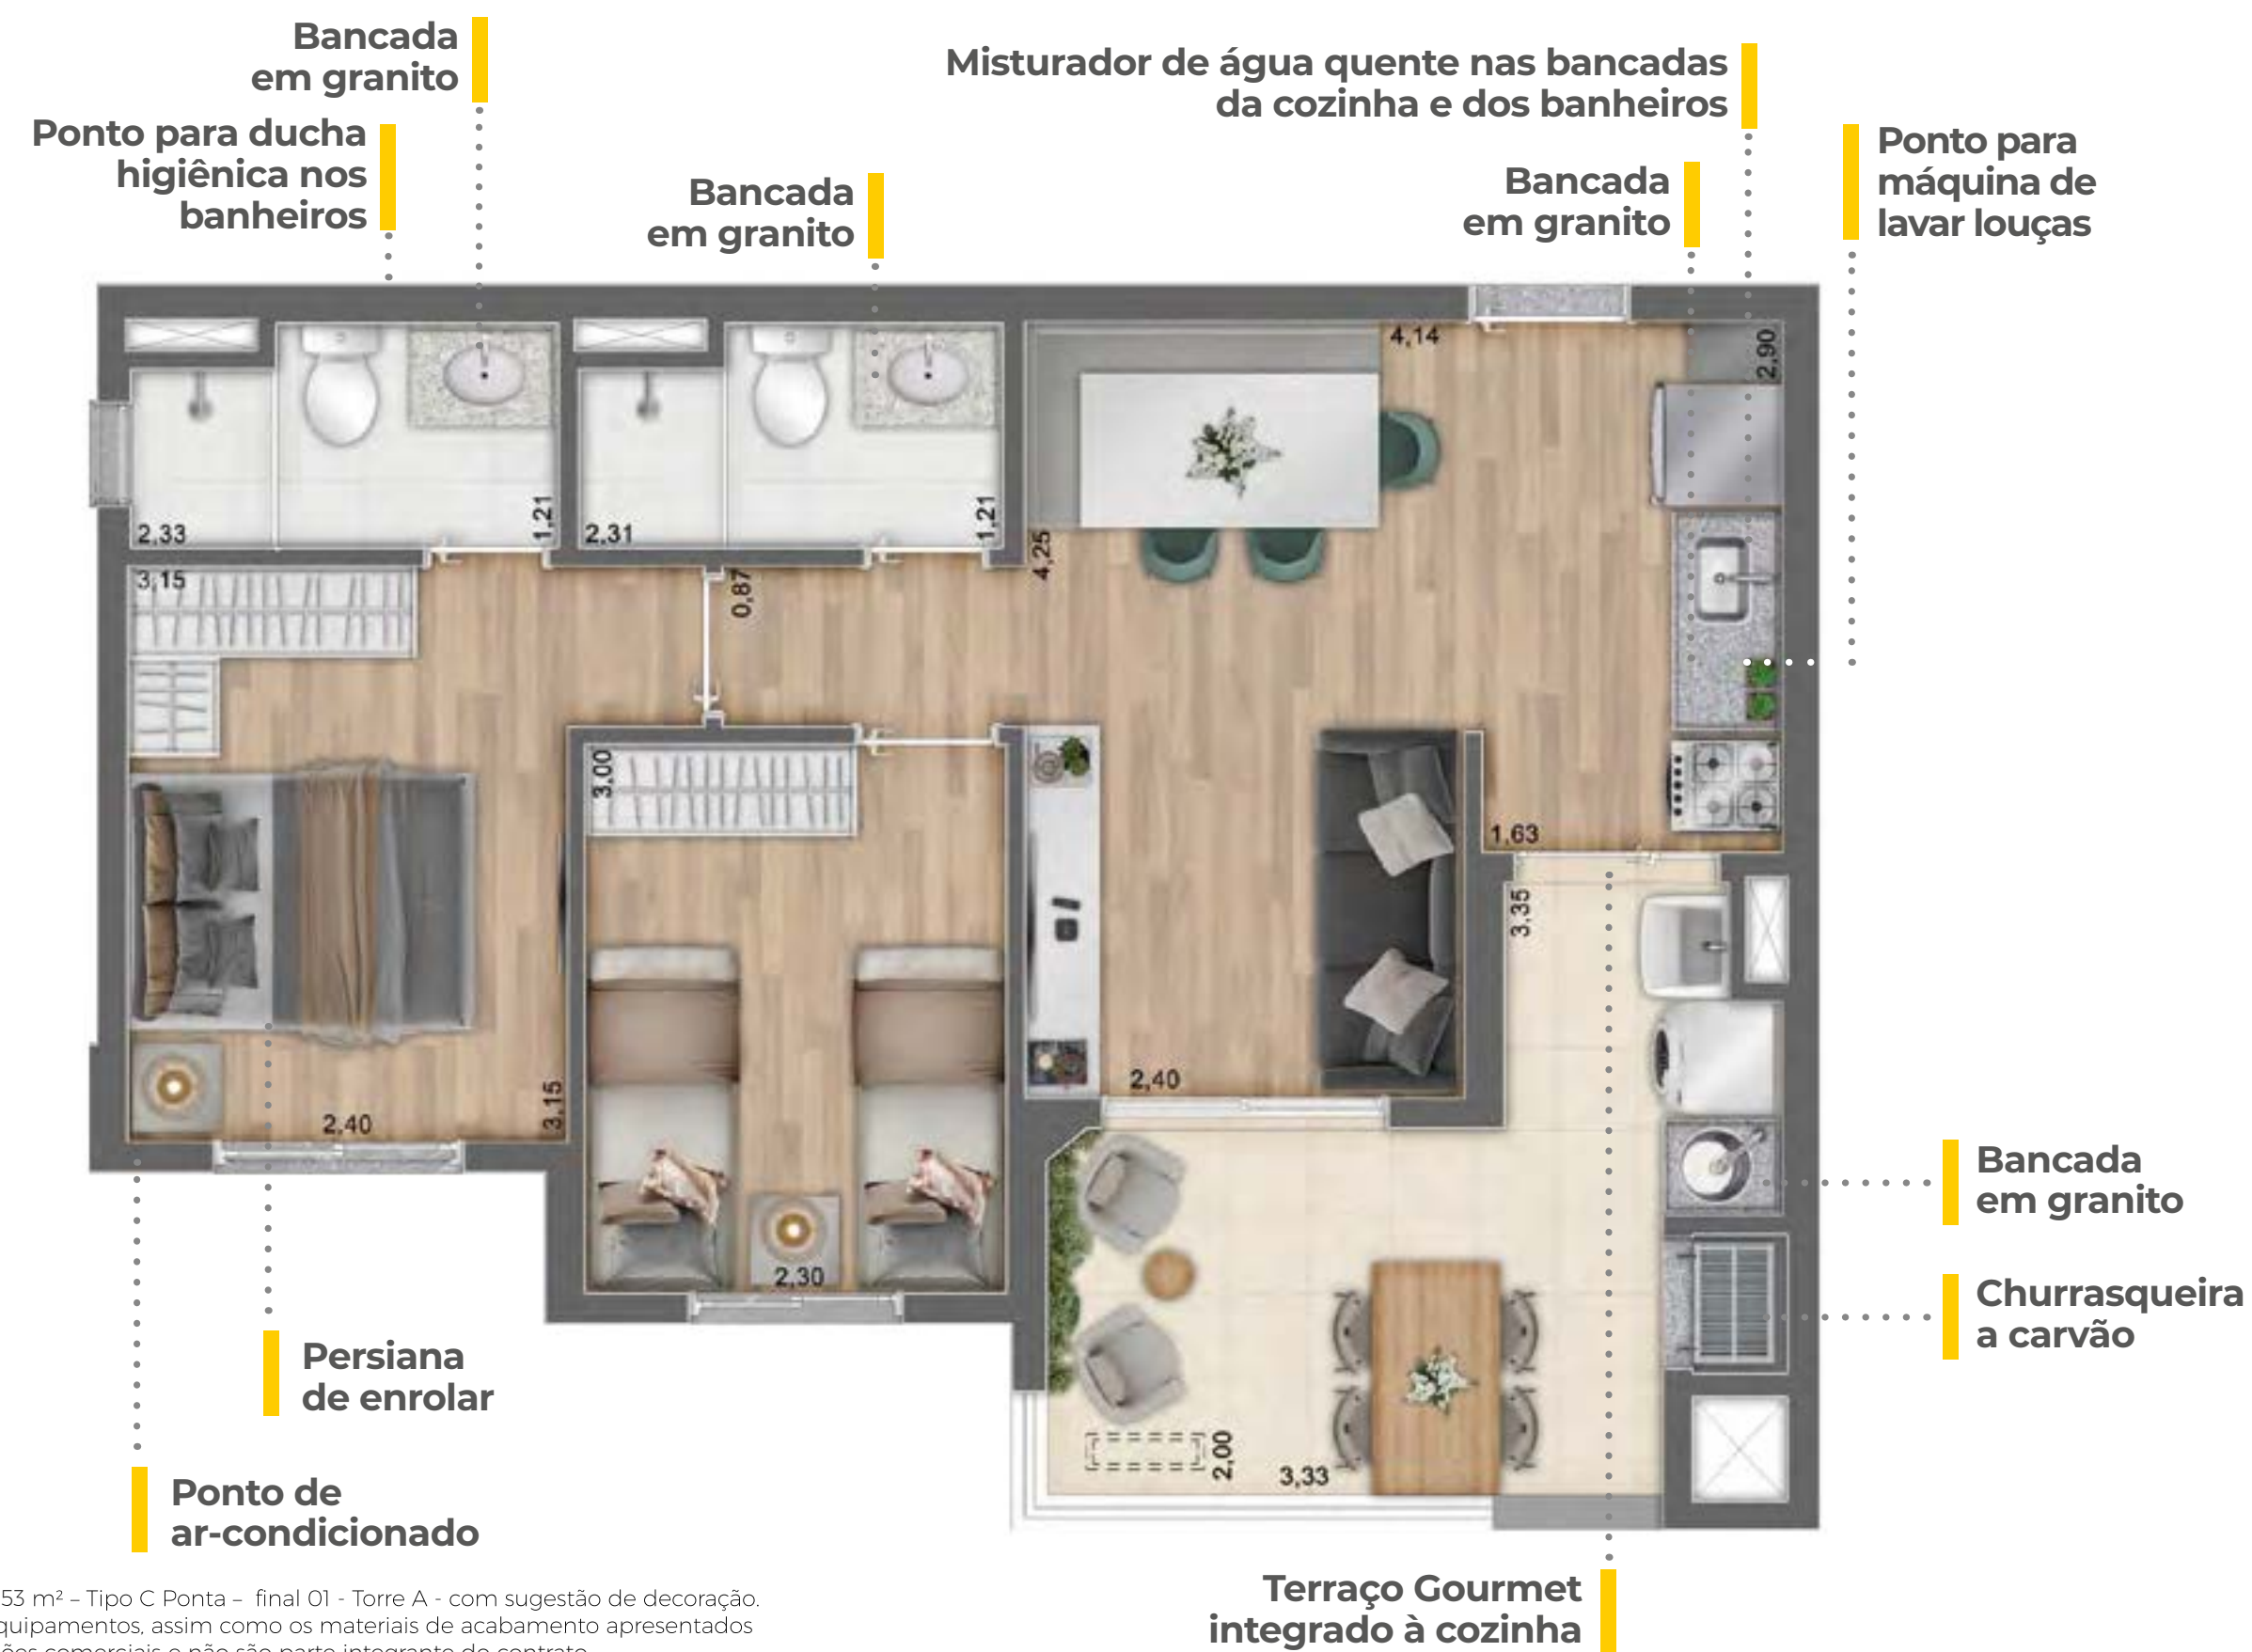 Bancada
em granito
Misturador de água quente nas bancadas
da cozinha e dos banheiros
Ponto para ducha
higiênica nos
banheiros
Bancada
em granito
Bancada
em granito
Ponto para
máquina de
lavar louças
4,14
2,90
2,33
1,21
2,31
1,21
4,25
3,15
0,87
3,00
1,63
3,35
2,40
3,15
2,40
2,30
2,00
3,33
Bancada
em granito
Churrasqueira
a carvão
Persiana
de enrolar
Ponto de
ar-condicionado
Terraço Gourmet
integrado à cozinha
53 m² – Tipo C Ponta – final 01 - Torre A - com sugestão de decoração.
assim como os materiais de acabamento apresentados